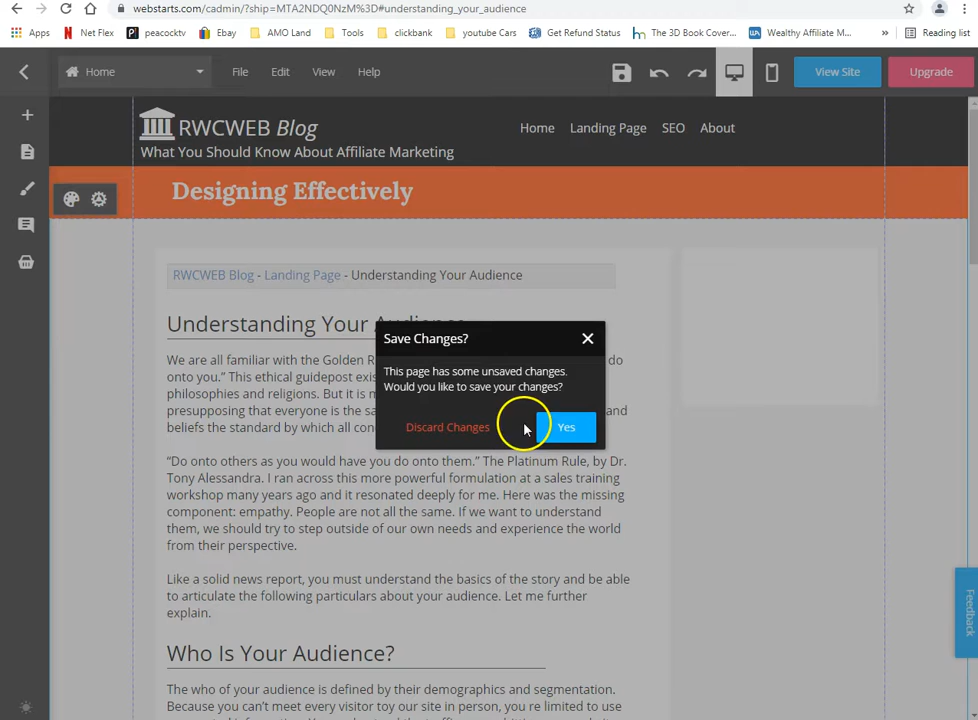 webstarts.com/cadmin/?ship=MTA2NDQ0NzM%3D#understanding_your_audience
Apps Net Flex peacocktv Ebay AMO Land Tools clickbank youtube Cars Get Refund Status The 3D Book Cover... Wealthy Affiliate M... » Reading list
Home File Edit View Help View Site Upgrade
RWCWEB Blog
What You Should Know About Affiliate Marketing
Home Landing Page SEO About
Designing Effectively
RWCWEB Blog - Landing Page - Understanding Your Audience
Understanding Your
We are all familiar with the Golden R do
onto you.” This ethical guidepost
philosophies and religions. But it is
presupposing that everyone is the sa and
beliefs the standard by which all con
Save Changes?
This page has some unsaved changes.
Would you like to save your changes?
Discard Changes Yes
“Do onto others as you would have you do onto them.” The Platinum Rule, by Dr.
Tony Alessandra. I ran across this more powerful formulation at a sales training
workshop many years ago and it resonated deeply for me. Here was the missing
component: empathy. People are not all the same. If we want to understand
them, we should try to step outside of our own needs and experience the world
from their perspective.
Like a solid news report, you must understand the basics of the story and be able
to articulate the following particulars about your audience. Let me further
explain.
Who Is Your Audience?
The who of your audience is defined by their demographics and segmentation.
Because you can’t meet every visitor toy our site in person, you’re limited to use
Feedback